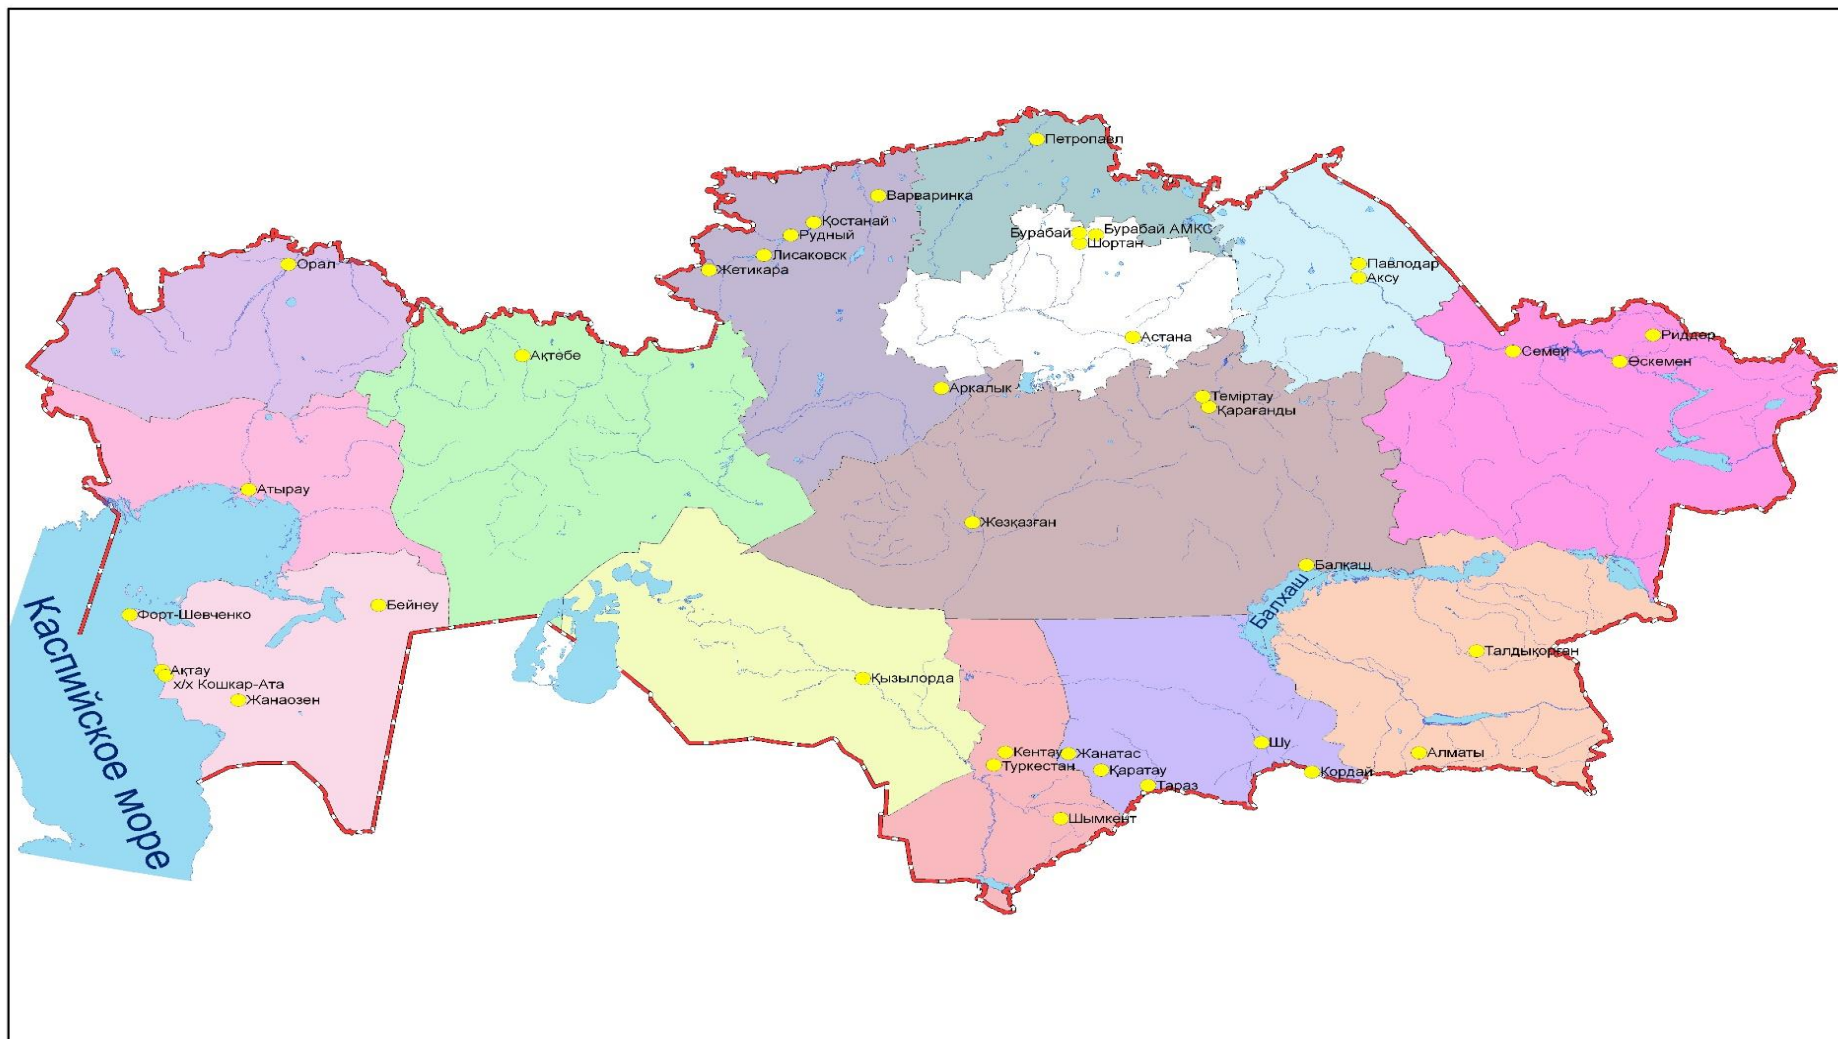 Петропавл
Варваринка
Қостанай
Бурабай
Бурабай АМКС
Рудный
Шортан
Лисаковск
Орал
Павлодар
Жетикара
Аксу
Риддер
Астана
Семей
Ақтөбе
Өскемен
Аркалык
Теміртау
Қарағанды
Атырау
Жезқазған
Балқаш
Балхаш
Бейнеу
Форт-Шевченко
Каспийское море
Талдықорған
Ақтау
х/х Кошкар-Ата
Қызылорда
Жанаозен
Шу
Кентау
Жанатас
Алматы
Туркестан
Қаратау
Қордай
Тараз
Шымкент